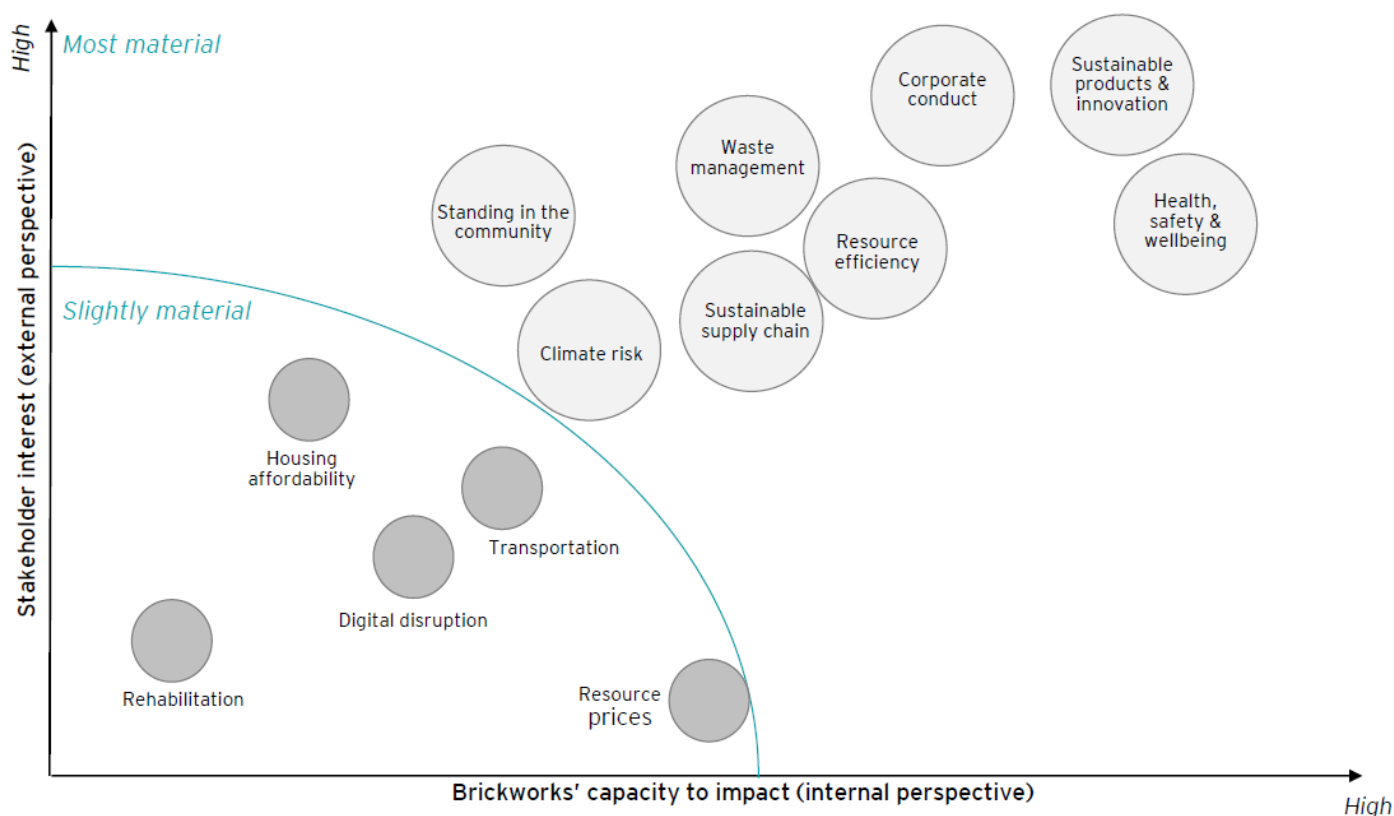 High
Most material
Stakeholder interest (external perspective)
Corporate
conduct
Sustainable
products &
innovation
Waste
management
Standing in the
community
Resource
efficiency
Health,
safety &
wellbeing
Slightly material
Sustainable
supply chain
Climate risk
Housing
affordability
Transportation
Digital disruption
Rehabilitation
Resource
prices
Brickworks’ capacity to impact (internal perspective)
High